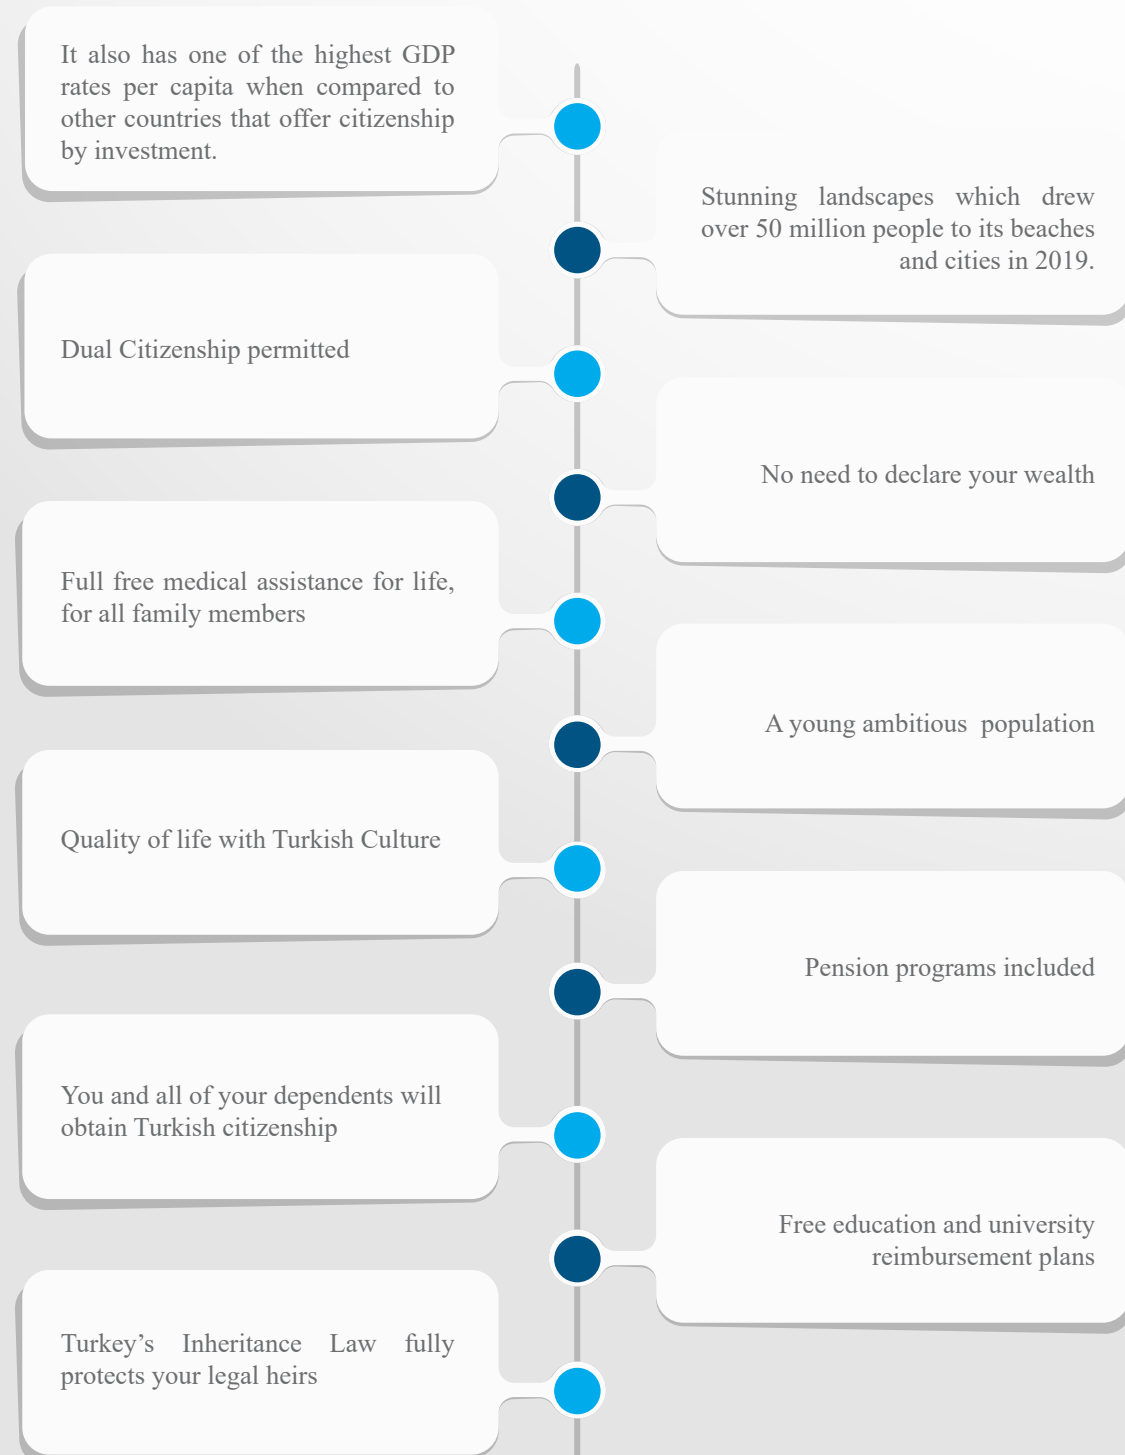 It also has one of the highest GDP
rates per capita when compared to
other countries that offer citizenship
by investment.
Stunning landscapes which drew
over 50 million people to its beaches
and cities in 2019.
Dual Citizenship permitted
No need to declare your wealth
Full free medical assistance for life,
for all family members
A young ambitious  population
Quality of life with Turkish Culture
Pension programs included
You and all of your dependents will
obtain Turkish citizenship
Free education and university
reimbursement plans
Turkey’s Inheritance Law fully
protects your legal heirs